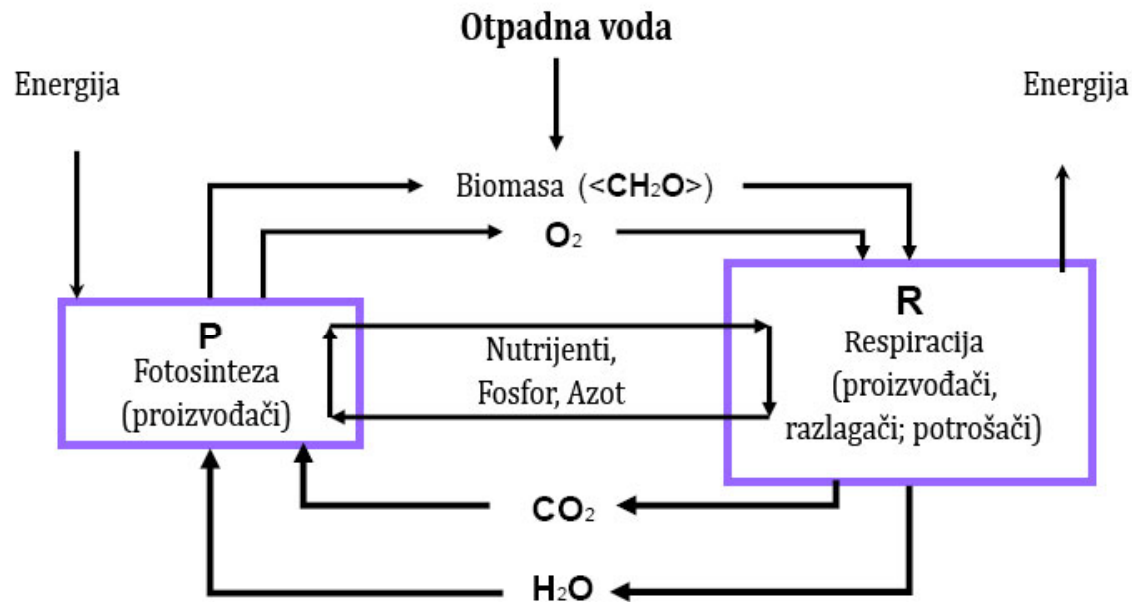 Otpadna voda
Energija
Energija
Biomasa (<CH₂O>)
O₂
P
Fotosinteza
(proizvođači)
Nutrijenti,
Fosfor, Azot
R
Respiracija
(proizvođači,
razlagači; potrošači)
CO₂
H₂O